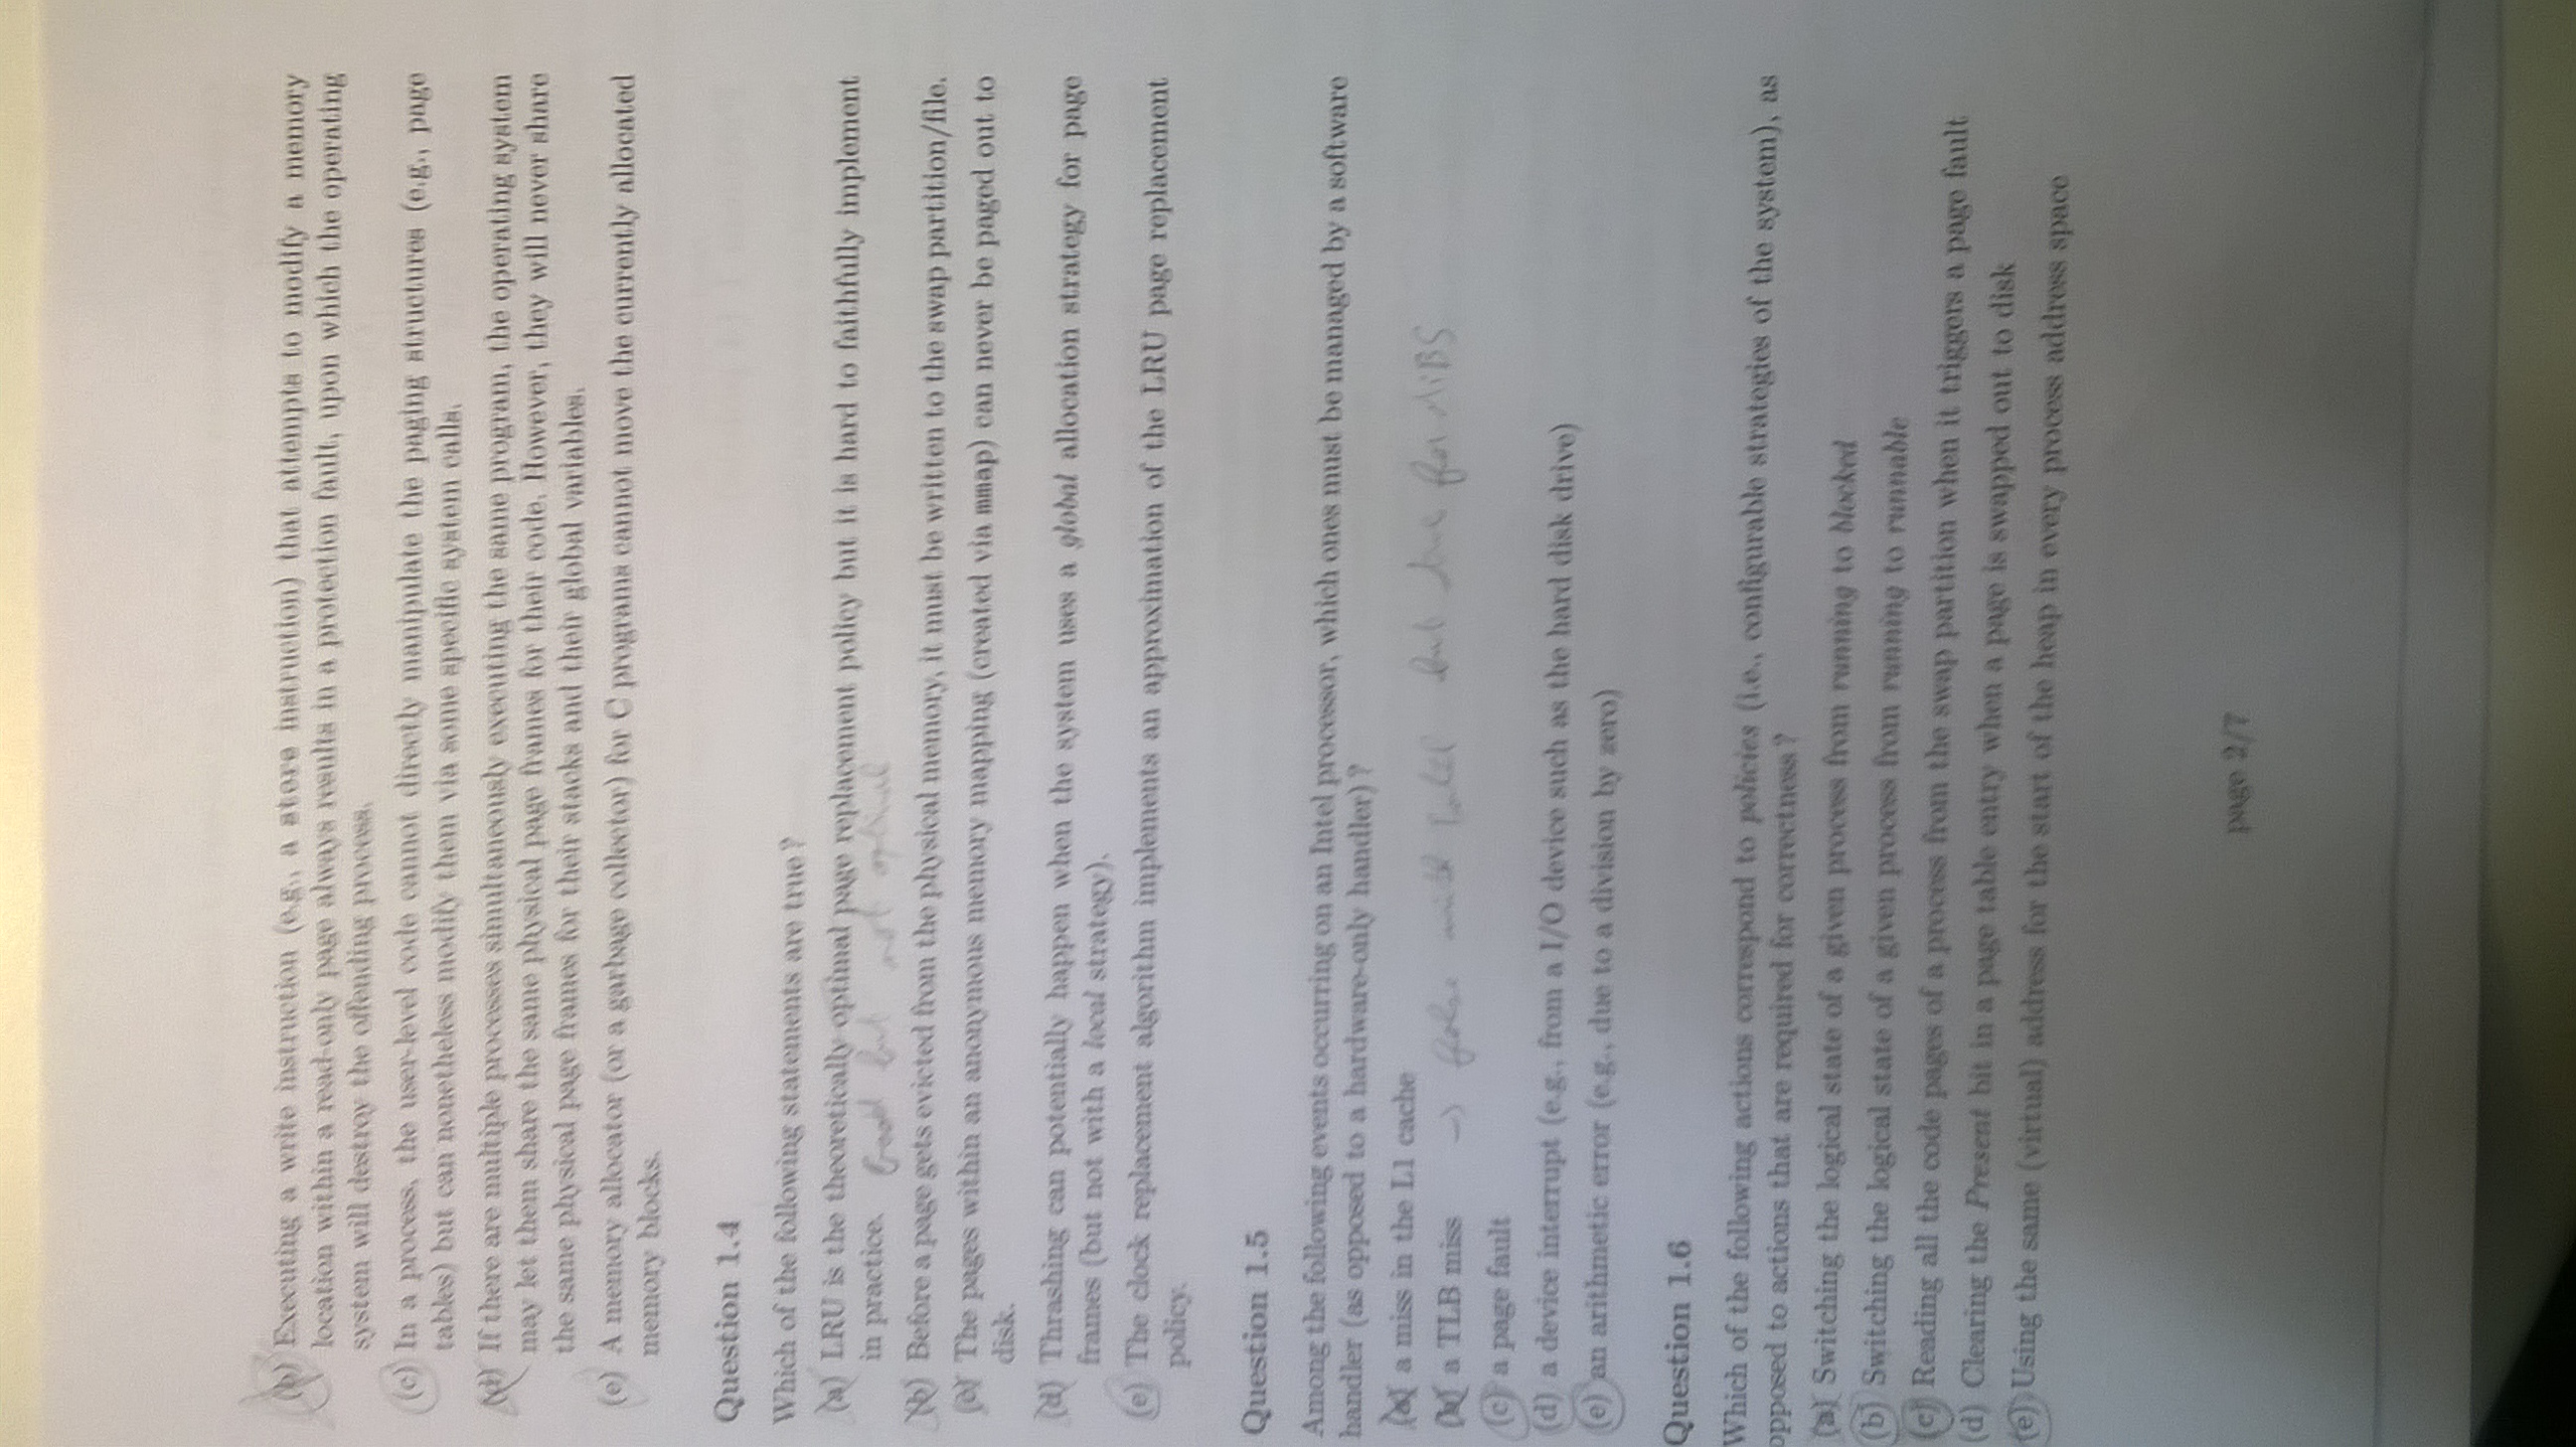 (b) Executing a write instruction (e.g., a store instruction) that attempts to modify a memory
location within a read-only page always results in a protection fault, upon which the operating
system will destroy the offending process.
(c) In a process, the user-level code cannot directly manipulate the paging structures (e.g., page
tables) but can nonetheless modify them via some specific system calls.
(d) If there are multiple processes simultaneously executing the same program, the operating system
may let them share the same physical page frames for their code. However, they will never share
the same physical page frames for their stacks and their global variables.
(e) A memory allocator (or a garbage collector) for C programs cannot move the currently allocated
memory blocks.
Question 1.4
Which of the following statements are true?
(a) LRU is the theoretically optimal page replacement policy but it is hard to faithfully implement
in practice. good but not optimal
(b) Before a page gets evicted from the physical memory, it must be written to the swap partition/file.
(c) The pages within an anonymous memory mapping (created via mmap) can never be paged out to
disk.
(d) Thrashing can potentially happen when the system uses a global allocation strategy for page
frames (but not with a local strategy).
(e) The clock replacement algorithm implements an approximation of the LRU page replacement
policy.
Question 1.5
Among the following events occurring on an Intel processor, which ones must be managed by a software
handler (as opposed to a hardware-only handler)?
(a) a miss in the L1 cache
(b) a TLB miss → false but true for
(c) a page fault
(d) a device interrupt (e.g., from a I/O device such as the hard disk drive)
(e) an arithmetic error (e.g., due to a division by zero)
Question 1.6
Which of the following actions correspond to policies (i.e., configurable strategies of the system), as
opposed to actions that are required for correctness?
(a) Switching the logical state of a given process from running to blocked
(b) Switching the logical state of a given process from running to runnable
(c) Reading all the code pages of a process from the swap partition when it triggers a page fault
(d) Clearing the Present bit in a page table entry when a page is swapped out to disk
(e) Using the same (virtual) address for the start of the heap in every process address space
page 2/7